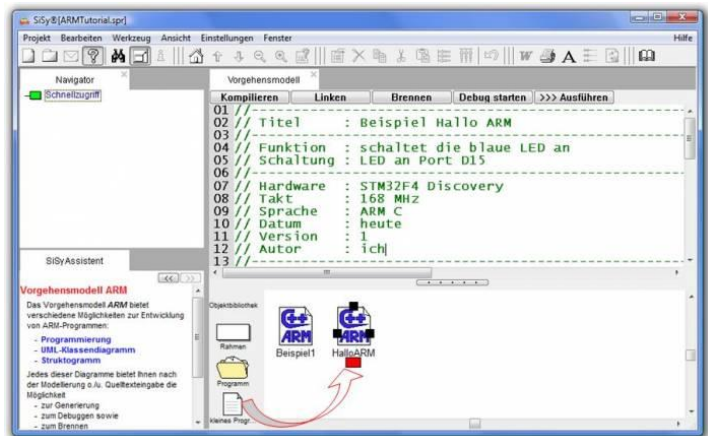 SiSy®[ARMTutorial.spr]
Projekt Bearbeiten Werkzeug Ansicht Einstellungen Fenster Hilfe
Navigator
Schnellzugriff
Vorgehensmodell
Kompilieren Linken Brennen Debug starten >>> Ausführen
01 //-----------------------------------------------
02 // Titel : Beispiel Hallo ARM
03 //-----------------------------------------------
04 // Funktion : schaltet die blaue LED an
05 // Schaltung : LED an Port D15
06 //-----------------------------------------------
07 // Hardware : STM32F4 Discovery
08 // Takt : 168 MHz
09 // Sprache : ARM C
10 // Datum : heute
11 // Version : 1
12 // Autor : ich
13 //-----------------------------------------------
SiSyAssistent
<< >>
Vorgehensmodell ARM
Das Vorgehensmodell ARM bietet
verschiedene Möglichkeiten zur Entwicklung
von ARM-Programmen:
- Programmierung
- UML-Klassendiagramm
- Struktogramm
Jedes dieser Diagramme bietet Ihnen nach
der Modellierung o./u. Quelltexteingabe die
Möglichkeit
- zur Generierung
- zum Debuggen sowie
- zum Brennen
Objektbibliothek
Rahmen
Programm
kleines Progr...
C++
ARM
Beispiel1
C++
ARM
HalloARM